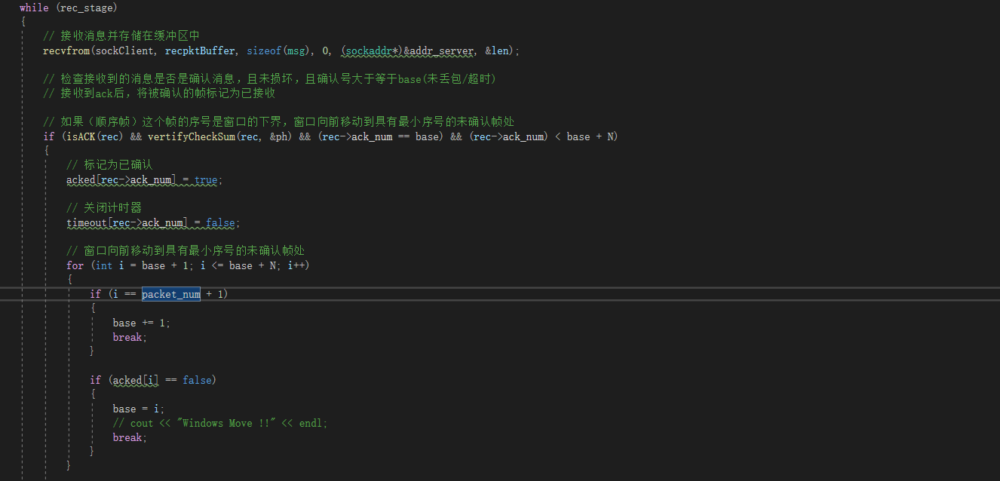 while (rec_stage)
{
// 接收消息并存储在缓冲区中
recvfrom(sockClient, recpktBuffer, sizeof(msg), 0, (sockaddr*)&addr_server, &len);
// 检查接收到的消息是否是确认消息，且未损坏，且确认号大于等于base(未丢包/超时)
// 接收到ack后，将被确认的帧标记为已接收
// 如果（顺序帧）这个帧的序号是窗口的下界，窗口向前移动到具有最小序号的未确认帧处
if (isACK(rec) && vertifyCheckSum(rec, &ph) && (rec->ack_num == base) && (rec->ack_num) < base + N)
{
// 标记为已确认
acked[rec->ack_num] = true;
// 关闭计时器
timeout[rec->ack_num] = false;
// 窗口向前移动到具有最小序号的未确认帧处
for (int i = base + 1; i <= base + N; i++)
{
if (i == packet_num + 1)
{
base += 1;
break;
}
if (acked[i] == false)
{
base = i;
// cout << "Windows Move !!" << endl;
break;
}
}